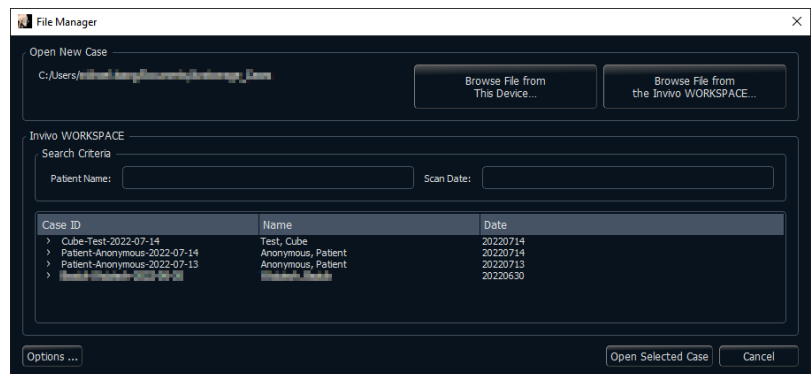 File Manager
Open New Case
C:/Users/
Browse File from
This Device...
Browse File from
the Invivo WORKSPACE...
Invivo WORKSPACE
Search Criteria
Patient Name:
Scan Date:
Case ID Name Date
> Cube-Test-2022-07-14 Test, Cube 20220714
> Patient-Anonymous-2022-07-14 Anonymous, Patient 20220714
> Patient-Anonymous-2022-07-13 Anonymous, Patient 20220713
> 20220630
Options ...
Open Selected Case
Cancel